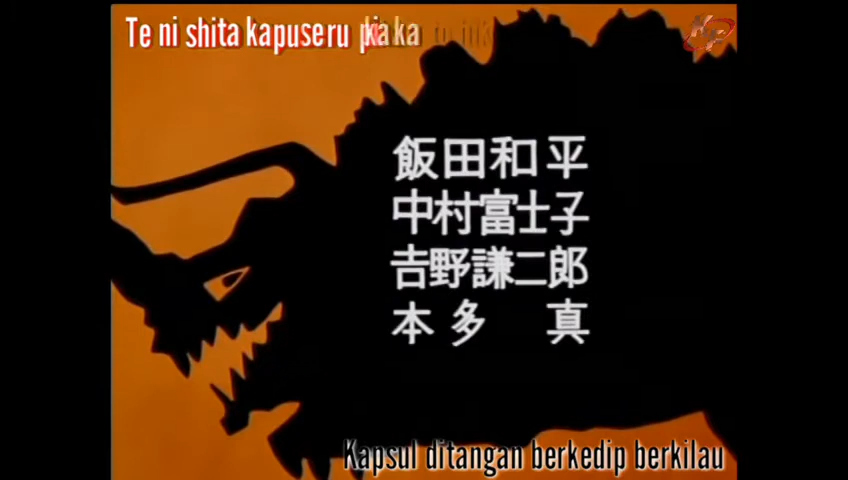 Te ni shita kapuseru pika
飯田和平
中村富士子
吉野謙二郎
本多 真
Kapsul ditangan berkedip berkilau